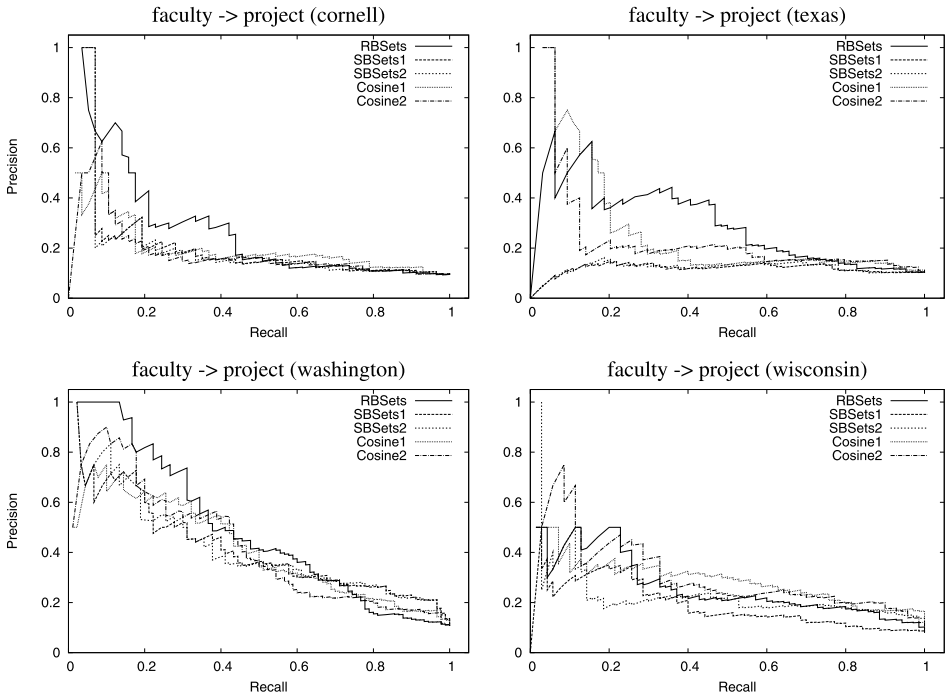 faculty -> project (cornell)
RBSets
SBSets1
SBSets2
Cosine1
Cosine2
Precision
1
0.8
0.6
0.4
0.2
0
0 0.2 0.4 0.6 0.8 1
Recall
faculty -> project (texas)
RBSets
SBSets1
SBSets2
Cosine1
Cosine2
1
0.8
0.6
0.4
0.2
0
0 0.2 0.4 0.6 0.8 1
Recall
faculty -> project (washington)
RBSets
SBSets1
SBSets2
Cosine1
Cosine2
Precision
1
0.8
0.6
0.4
0.2
0
0 0.2 0.4 0.6 0.8 1
Recall
faculty -> project (wisconsin)
RBSets
SBSets1
SBSets2
Cosine1
Cosine2
1
0.8
0.6
0.4
0.2
0
0 0.2 0.4 0.6 0.8 1
Recall